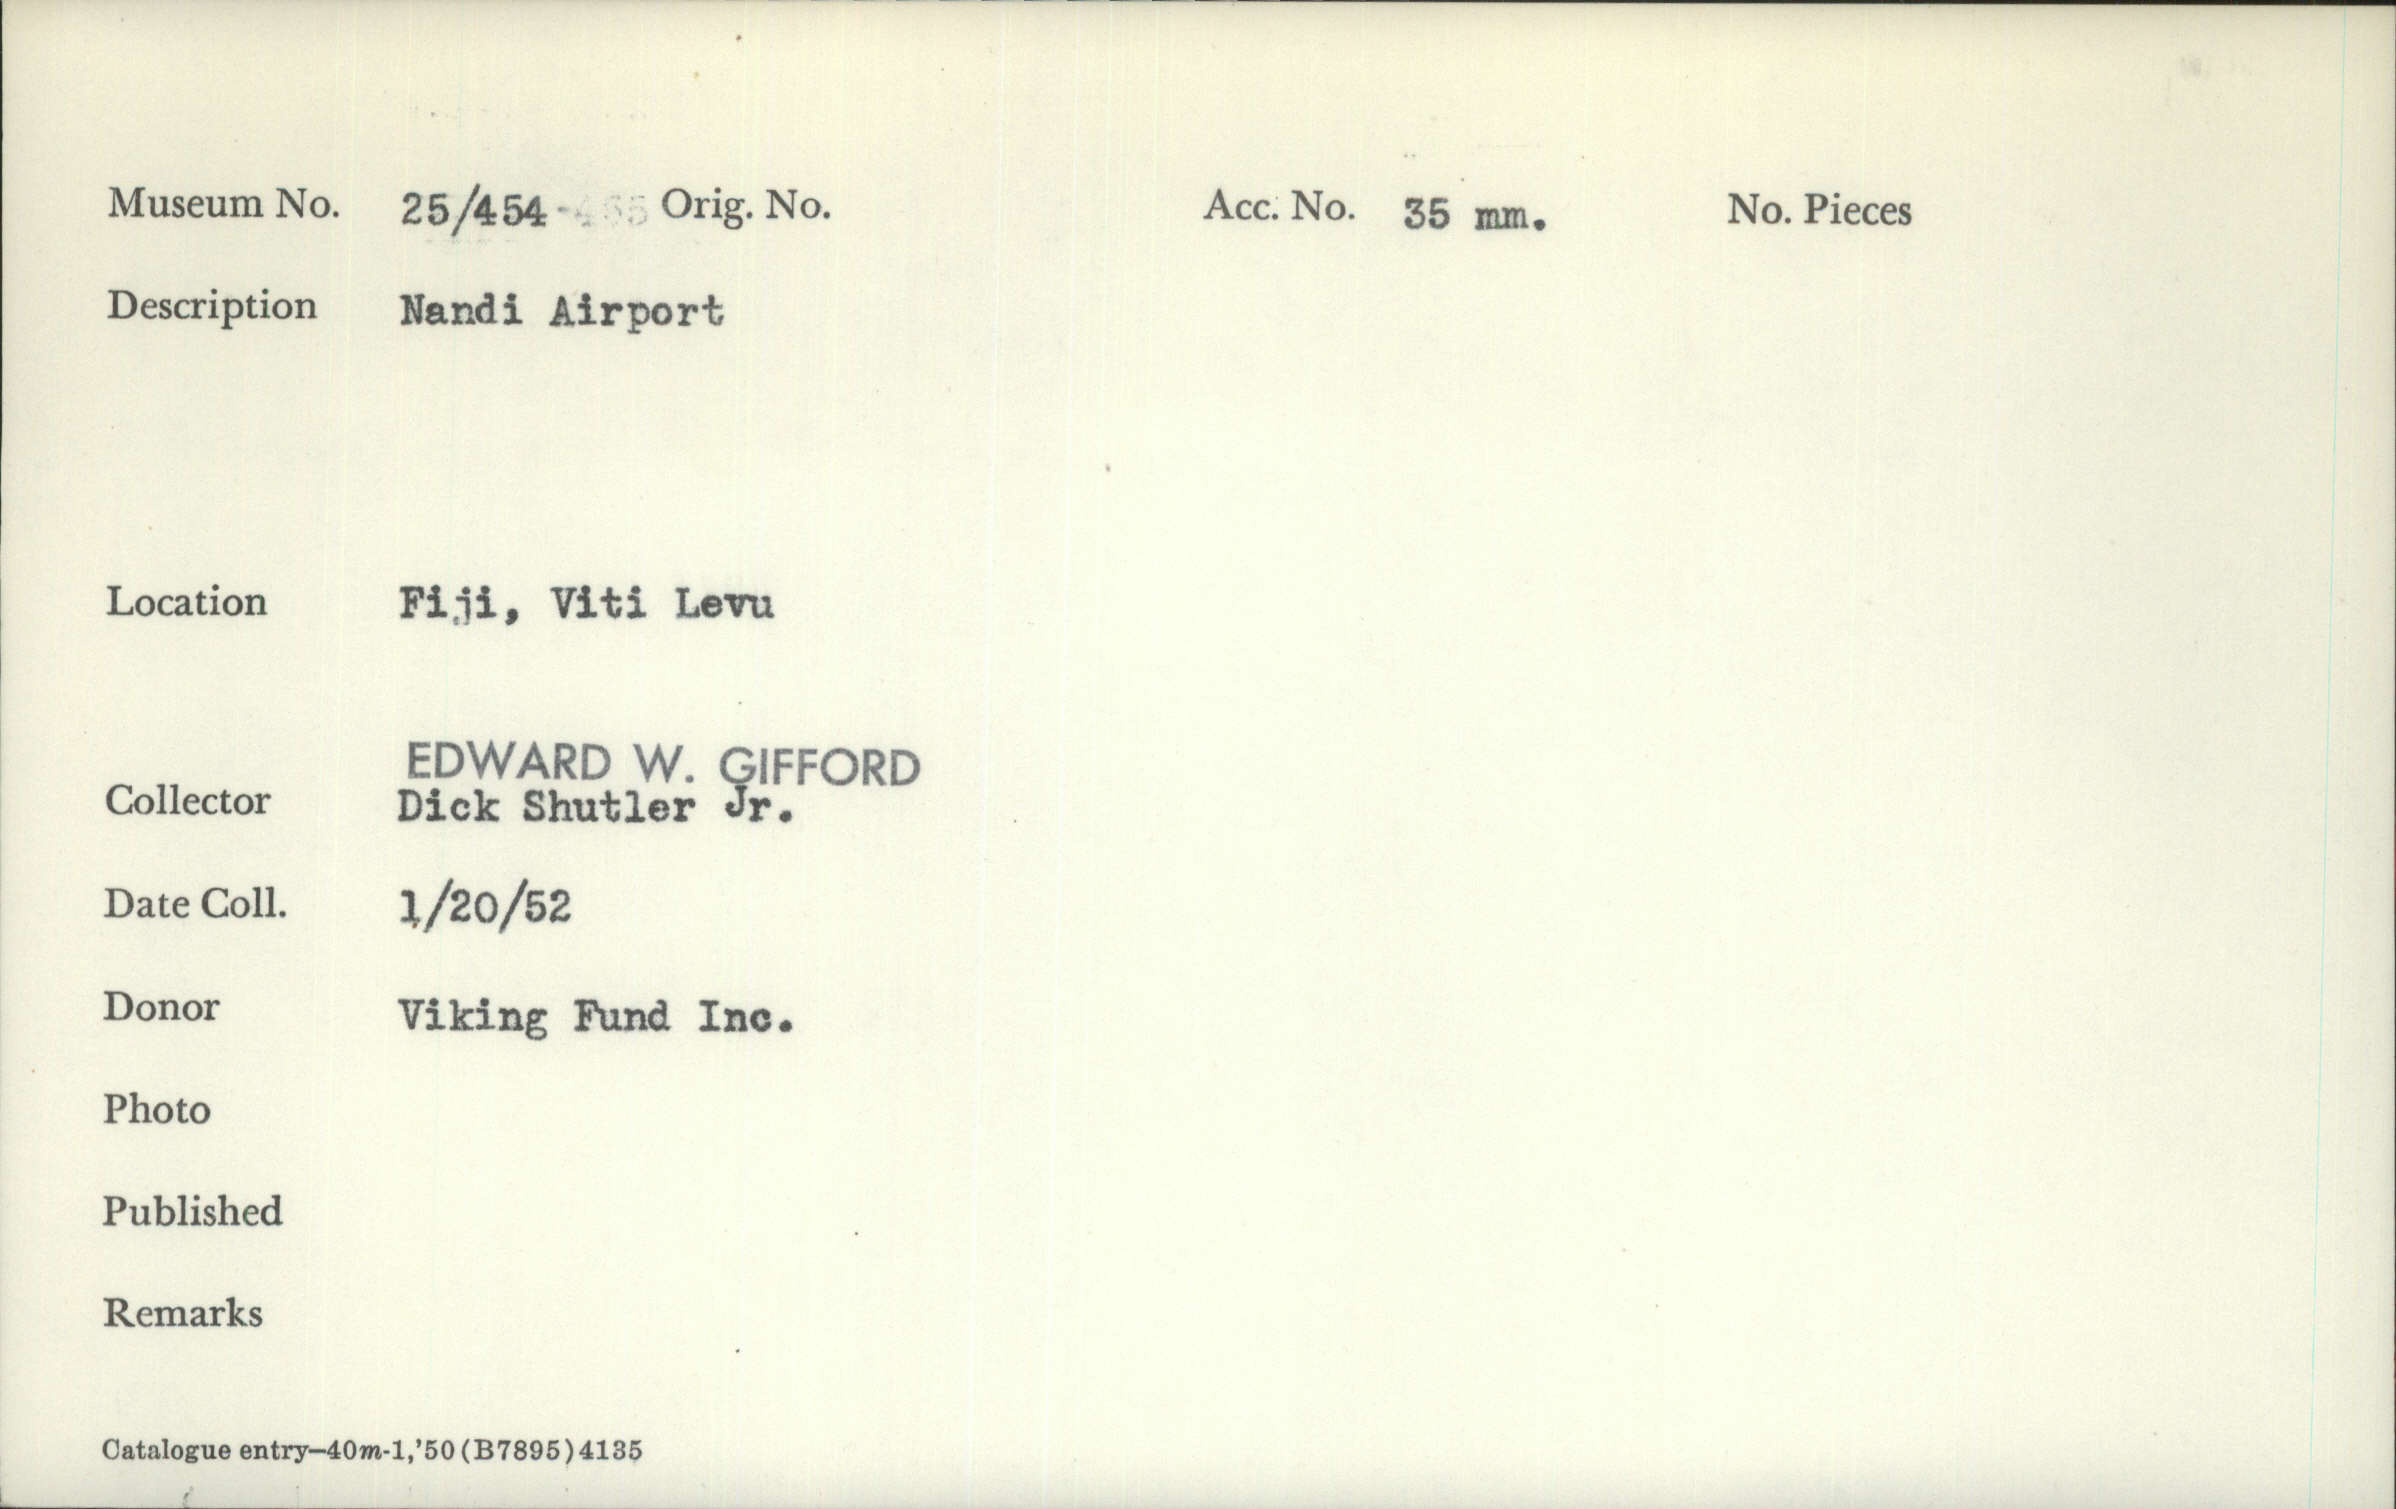 Museum No. 25/454 Orig. No. Acc. No. 35 mm. No. Pieces
Description Nandi Airport
Location Fiji, Viti Levu
EDWARD W. GIFFORD
Collector Dick Shutler Jr.
Date Coll. 1/20/52
Donor Viking Fund Inc.
Photo
Published
Remarks
Catalogue entry—40m-1,'50(B7895)4135